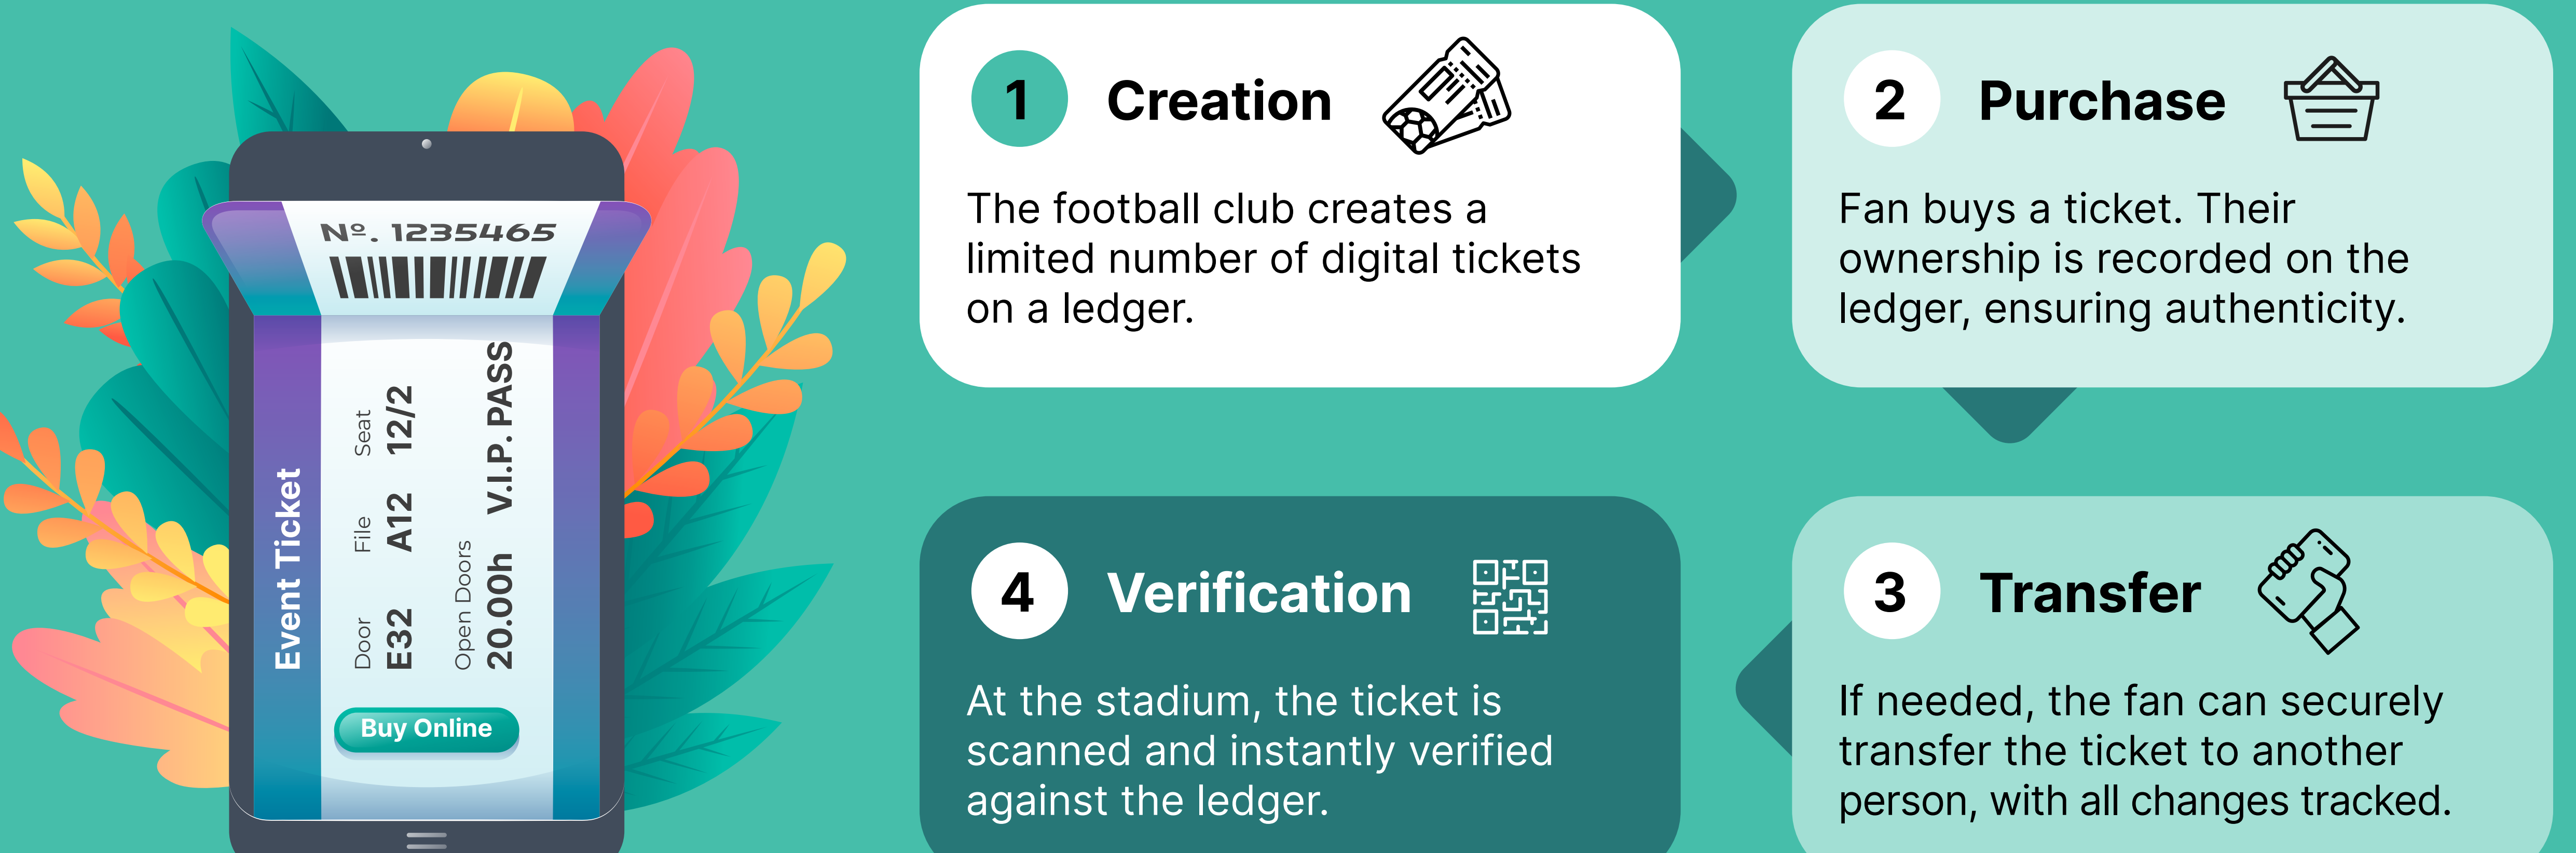 Nº. 1235465
Event Ticket
Door File Seat
E32 A12 12/2
Open Doors
20.00h V.I.P. PASS
Buy Online
1 Creation
The football club creates a
limited number of digital tickets
on a ledger.
2 Purchase
Fan buys a ticket. Their
ownership is recorded on the
ledger, ensuring authenticity.
3 Transfer
If needed, the fan can securely
transfer the ticket to another
person, with all changes tracked.
4 Verification
At the stadium, the ticket is
scanned and instantly verified
against the ledger.